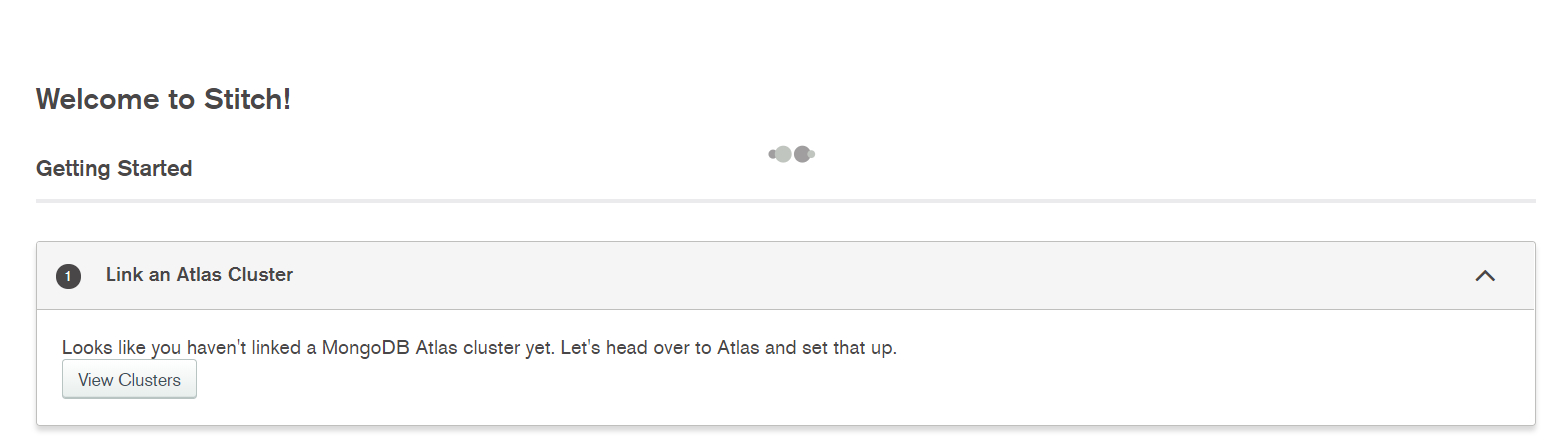 Welcome to Stitch!
Getting Started
1 Link an Atlas Cluster
Looks like you haven't linked a MongoDB Atlas cluster yet. Let's head over to Atlas and set that up.
View Clusters